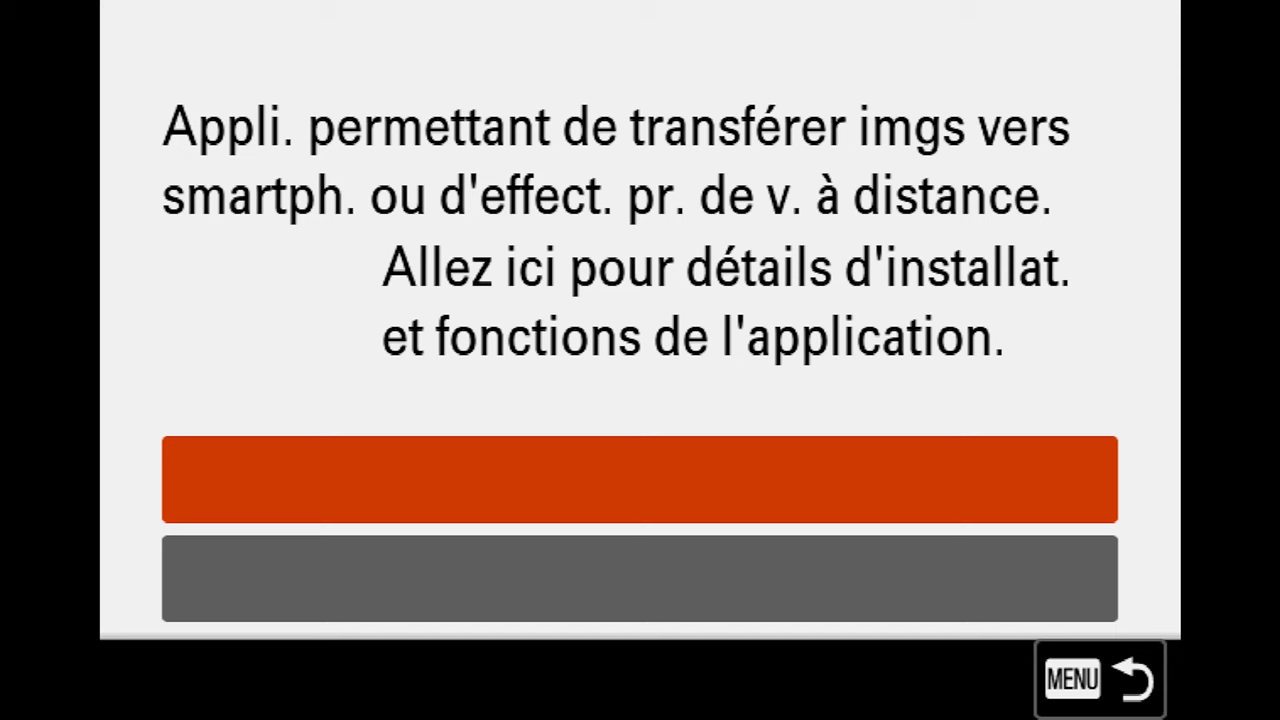 Appli. permettant de transférer imgs vers
smartph. ou d'effect. pr. de v. à distance.
Allez ici pour détails d'installat.
et fonctions de l'application.
MENU